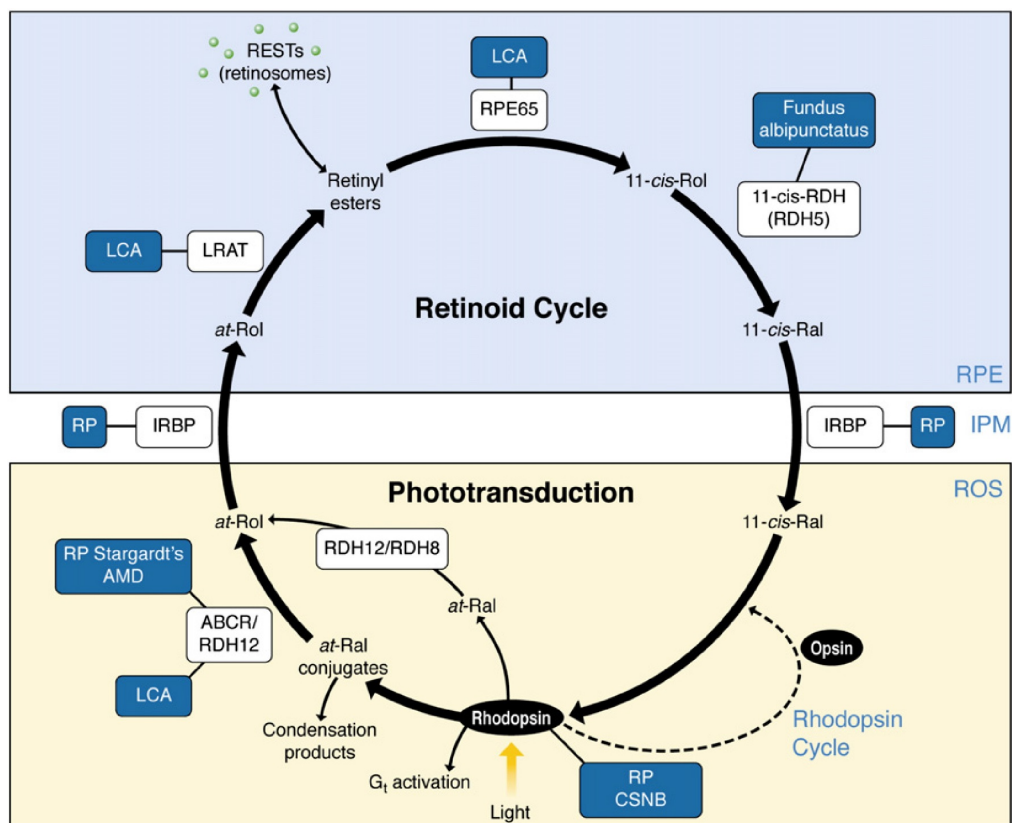 RESTs
(retinosomes)
LCA
RPE65
Fundus
albipunctatus
Retinyl
esters
11-cis-Rol
11-cis-RDH
(RDH5)
LCA
LRAT
Retinoid Cycle
at-Rol
11-cis-Ral
RPE
RP
IRBP
IRBP
RP
IPM
Phototransduction
ROS
at-Rol
11-cis-Ral
RDH12/RDH8
RP Stargardt's
AMD
at-Ral
ABCR/
RDH12
at-Ral
conjugates
Opsin
LCA
Condensation
products
Rhodopsin
Rhodopsin
Cycle
Gt activation
Light
RP
CSNB